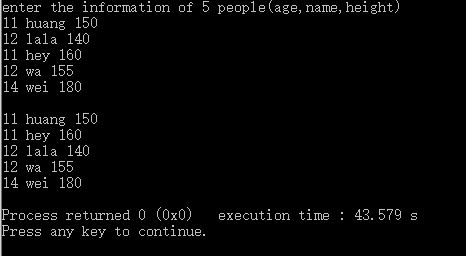 enter the information of 5 people(age,name,height)
11 huang 150
12 lala 140
11 hey 160
12 wa 155
14 wei 180
11 huang 150
11 hey 160
12 lala 140
12 wa 155
14 wei 180
Process returned 0 (0x0)   execution time : 43.579 s
Press any key to continue.